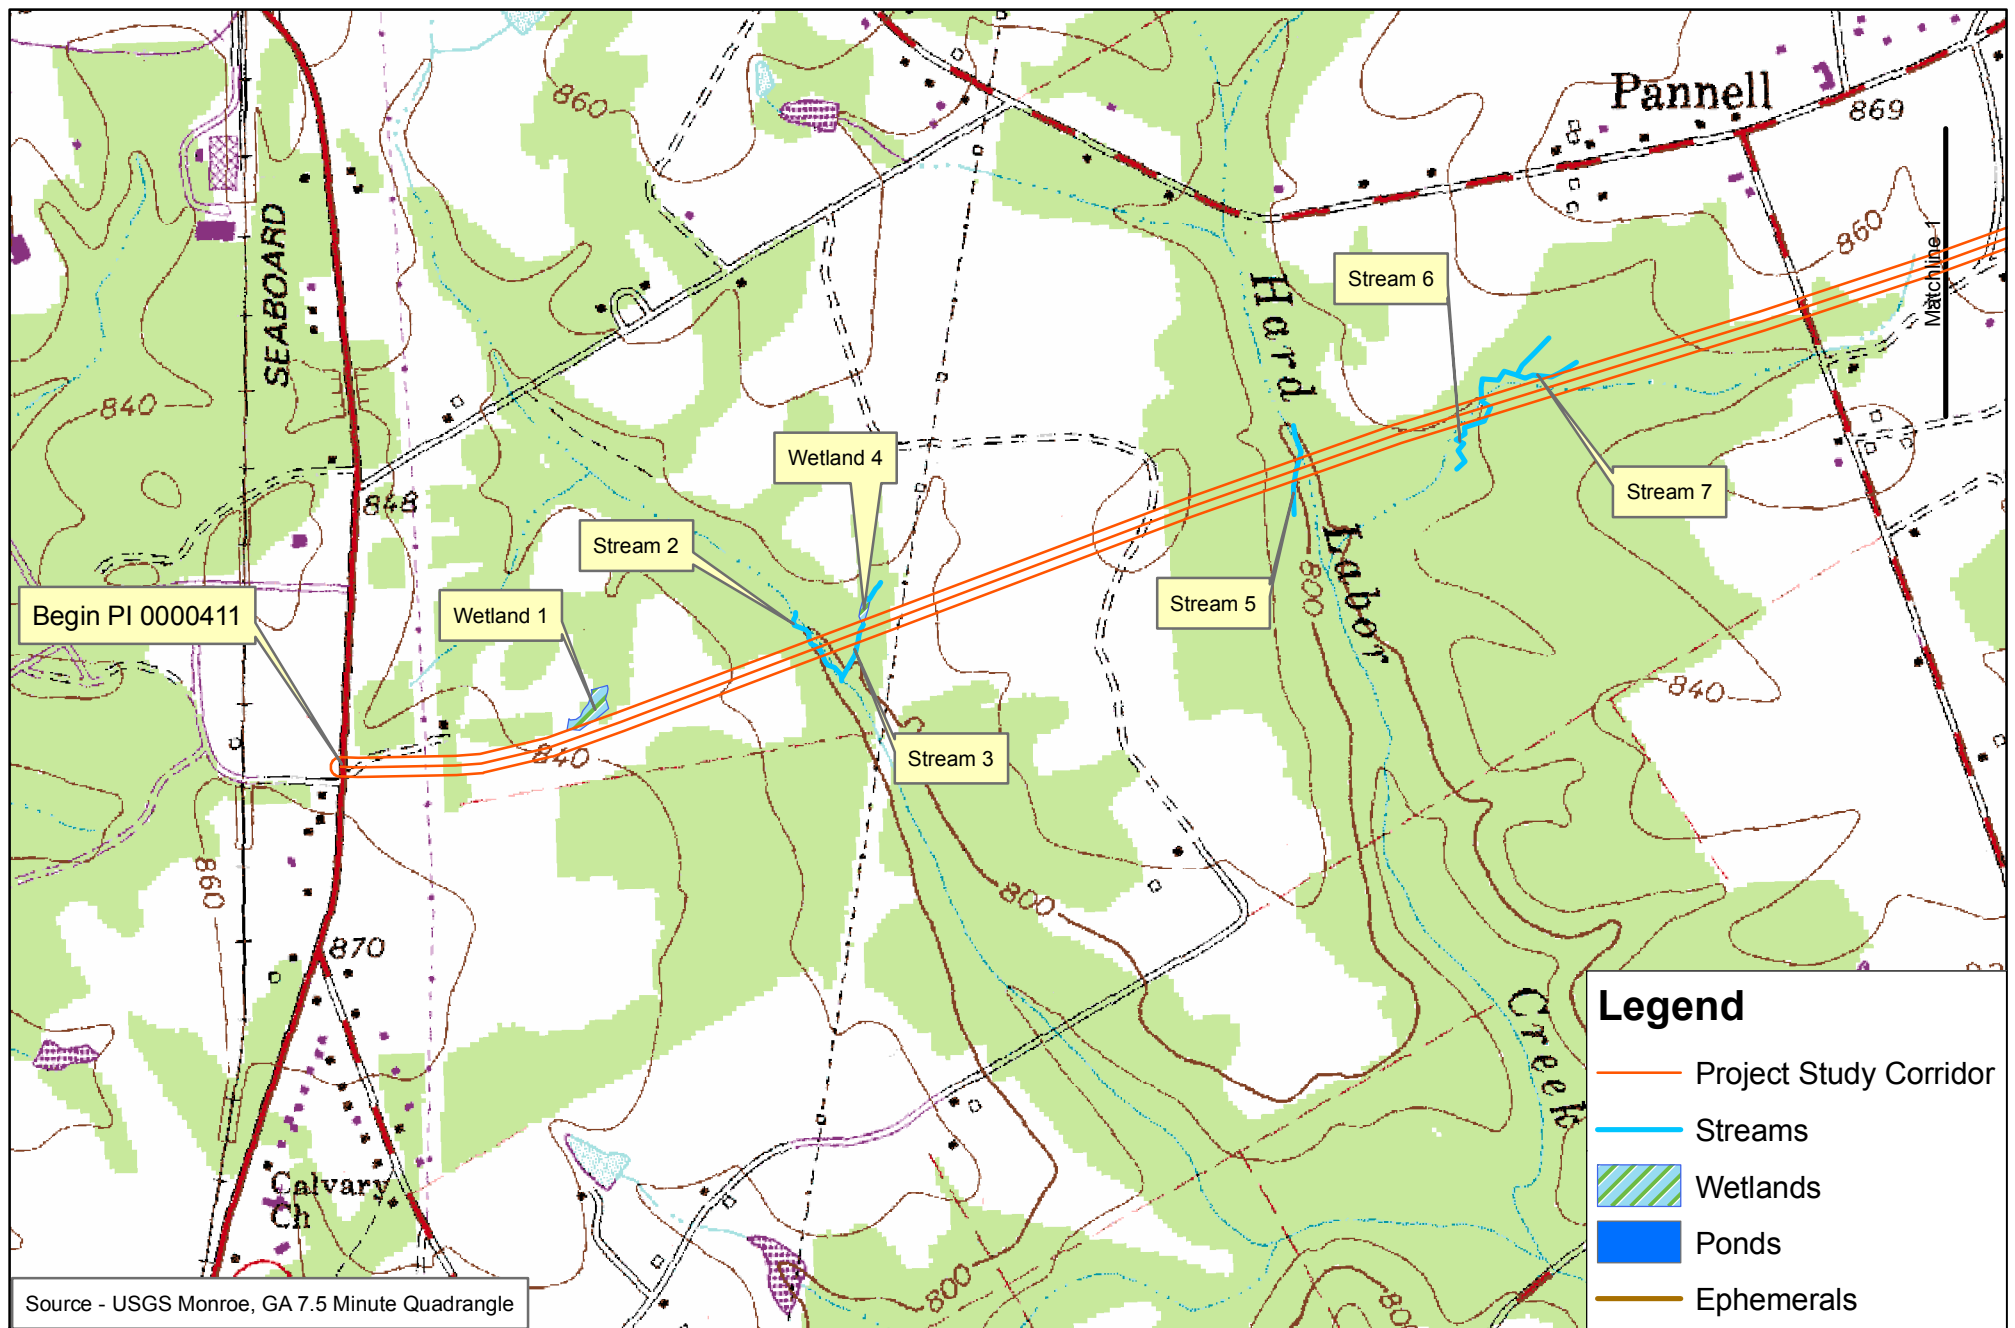 860
Pannell
869
SEABOARD
860
Matchline 1
Stream 6
Hard
840
Wetland 4
848
Stream 7
Stream 2
Begin PI 0000411
Wetland 1
Stream 5
800
Labor
840
840
Stream 3
860
800
870
Creek
Calvary
Ch
800
800
Legend
Project Study Corridor
Streams
Wetlands
Ponds
Ephemerals
Source - USGS Monroe, GA 7.5 Minute Quadrangle